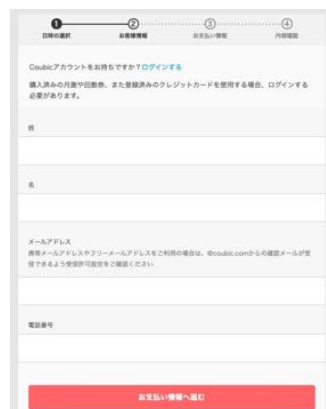 1 2 3 4
日時の選択 お客様情報 お支払い情報 内容確認
Coubicアカウントをお持ちですか？ログインする
購入済みの月謝や回数券、また登録済みのクレジットカードを使用する場合、ログインする
必要があります。
姓
名
メールアドレス
携帯メールアドレスやフリーメールアドレスをご利用の場合は、@coubic.comからの確認メールが受
信できるよう受信許可設定をご確認ください
電話番号
お支払い情報へ進む